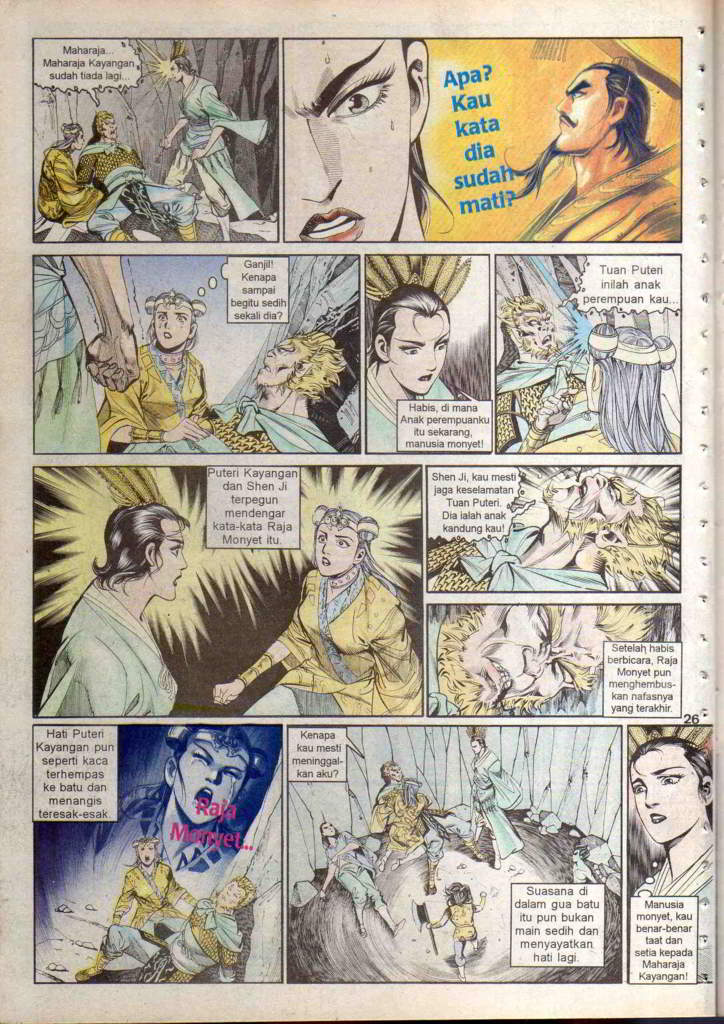 Maharaja...
Maharaja Kayangan
sudah tiada lagi...
Apa?
Kau
kata
dia
sudah
mati?
Ganjil!
Kenapa
sampai
begitu sedih
sekali dia?
Habis, di mana
Anak perempuanku
itu sekarang,
manusia monyet!
Tuan Puteri
inilah anak
perempuan kau...
Puteri Kayangan
dan Shen Ji
terpegun
mendengar
kata-kata Raja
Monyet itu.
Shen Ji, kau mesti
jaga keselamatan
Tuan Puteri.
Dia ialah anak
kandung kau!
Setelah habis
berbicara, Raja
Monyet pun
menghembus-
kan nafasnya
yang terakhir.
26
Hati Puteri
Kayangan pun
seperti kaca
terhempas
ke batu dan
menangis
teresak-esak.
Raja
Monyet...
Kenapa
kau mesti
meninggal-
kan aku?
Suasana di
dalam gua batu
itu pun bukan
main sedih dan
menyayatkan
hati lagi.
Manusia
monyet, kau
benar-benar
taat dan
setia kepada
Maharaja
Kayangan!